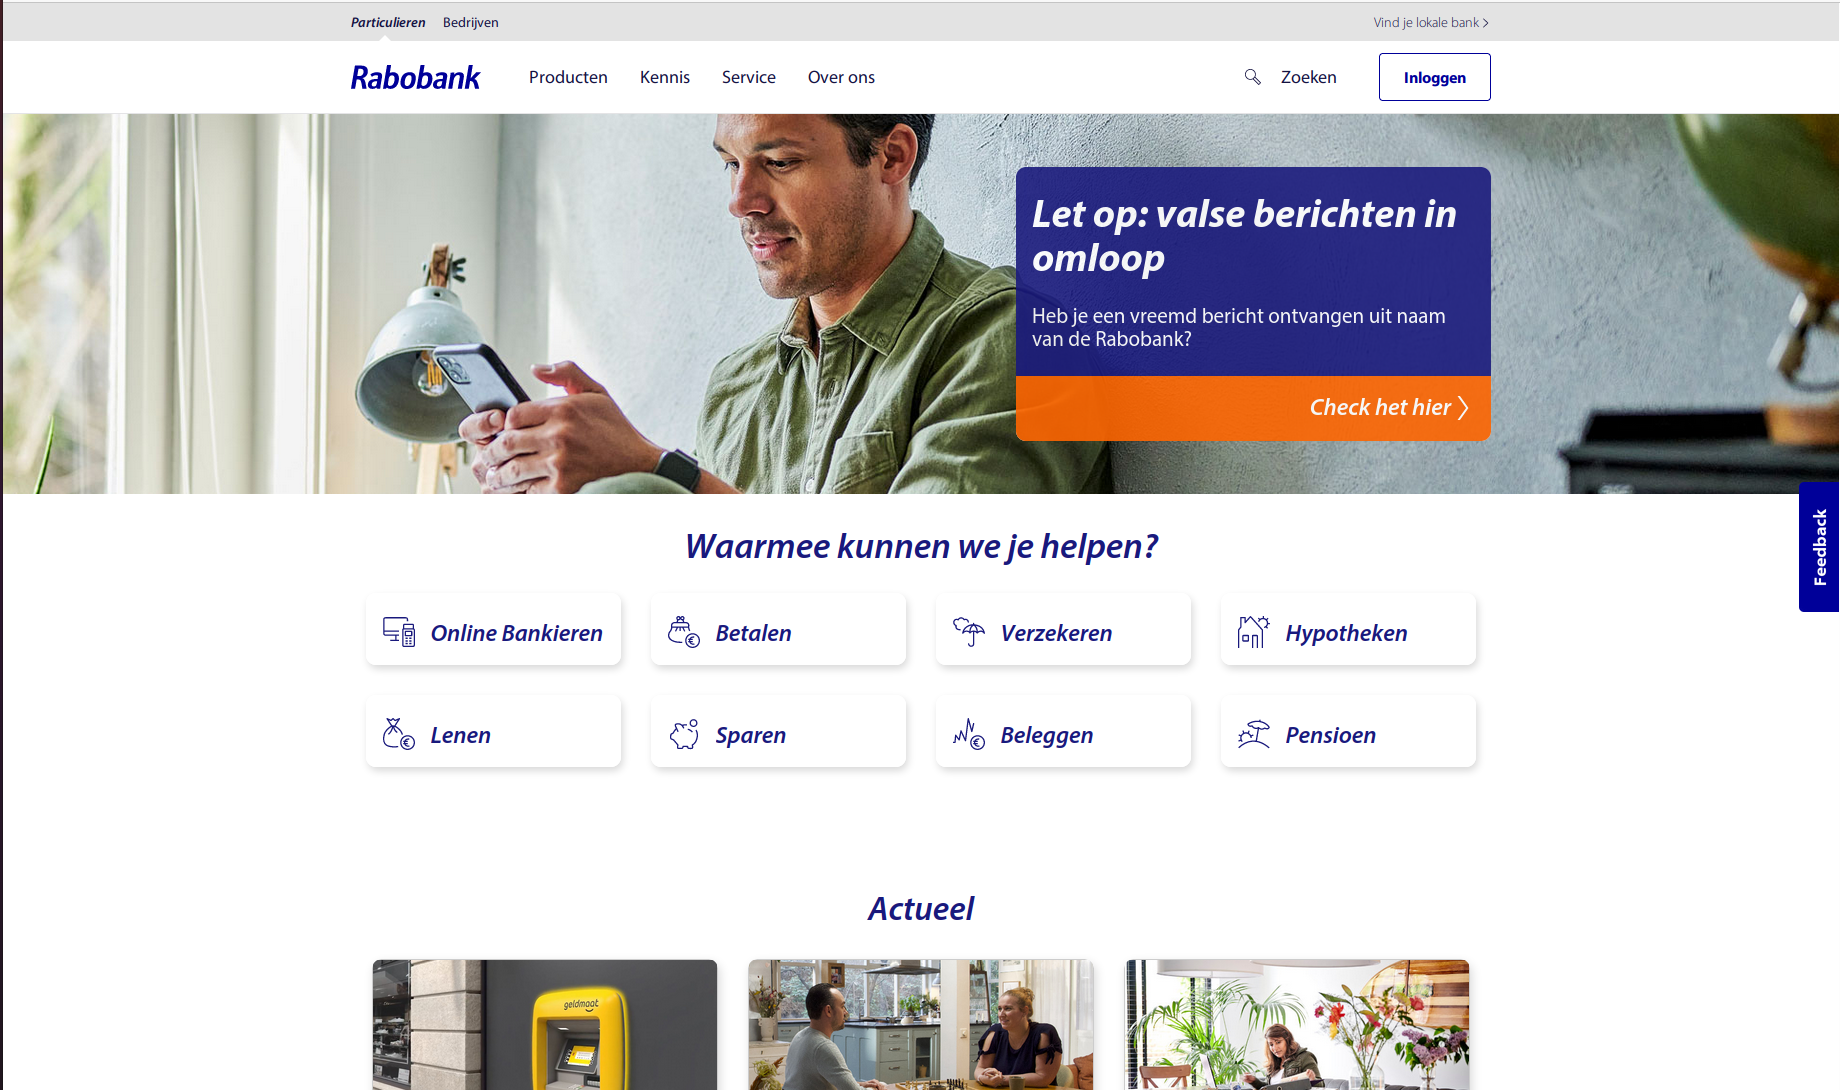 Particulieren Bedrijven Vind je lokale bank
Rabobank Producten Kennis Service Over ons Zoeken Inloggen
Let op: valse berichten in
omloop
Heb je een vreemd bericht ontvangen uit naam
van de Rabobank?
Check het hier
Feedback
Waarmee kunnen we je helpen?
Online Bankieren Betalen Verzekeren Hypotheken
Lenen Sparen Beleggen Pensioen
Actueel
geldmaat